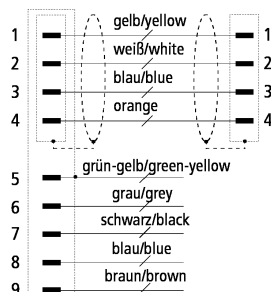 gelb/yellow
1 1
weiß/white
2 2
blau/blue
3 3
orange
4 4
grün-gelb/green-yellow
5
grau/grey
6
schwarz/black
7
blau/blue
8
braun/brown
9